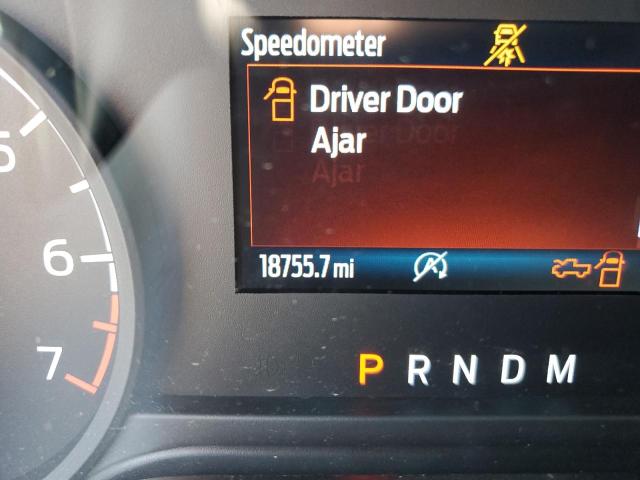 Speedometer
Driver Door
Ajar
18755.7 mi
5
6
7
P R N D M